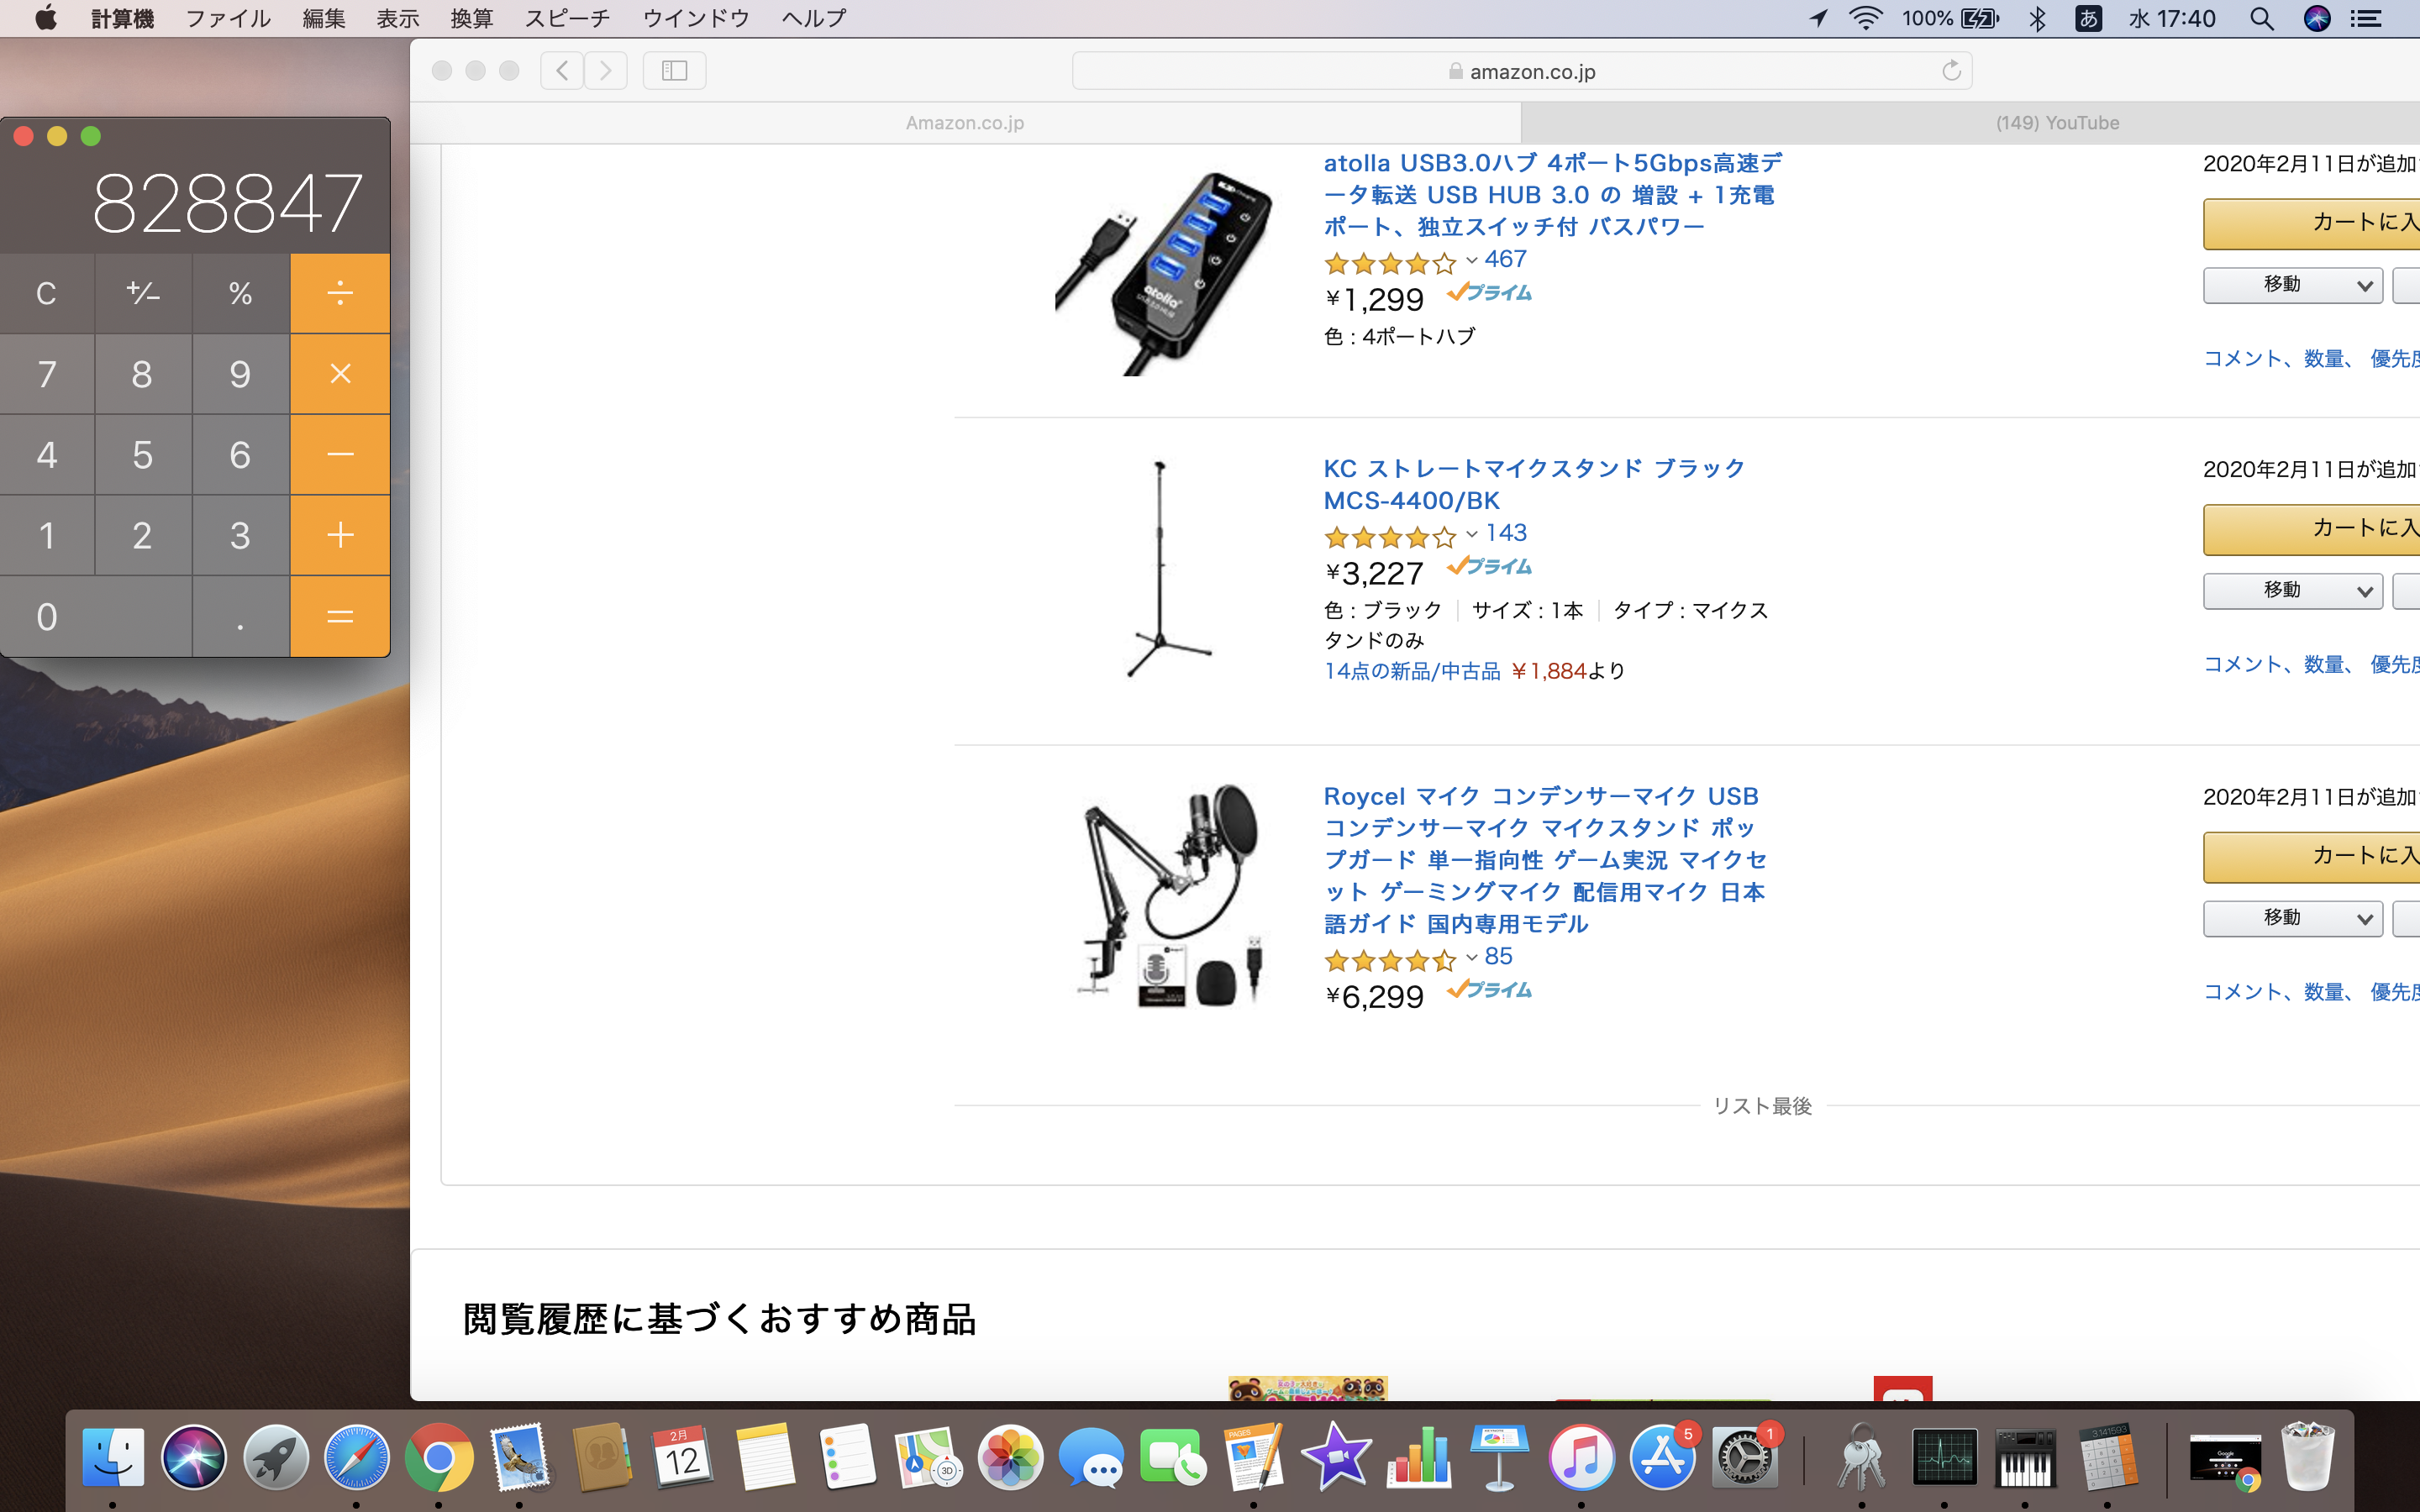 計算機 ファイル 編集 表示 換算 スピーチ ウインドウ ヘルプ 100% あ 水 17:40
amazon.co.jp
Amazon.co.jp (149) YouTube
828847
C +/− % ÷
7 8 9 ×
4 5 6 −
1 2 3 +
0 . =
atolla USB3.0ハブ 4ポート5Gbps高速デ
ータ転送 USB HUB 3.0 の 増設 + 1充電
ポート、独立スイッチ付 バスパワー
467
¥1,299 プライム
色 : 4ポートハブ
2020年2月11日が追加
カートに入
移動
コメント、数量、 優先度
atolla
KC ストレートマイクスタンド ブラック
MCS-4400/BK
143
¥3,227 プライム
色 : ブラック サイズ : 1本 タイプ : マイクス
タンドのみ
14点の新品/中古品 ¥1,884より
2020年2月11日が追加
カートに入
移動
コメント、数量、 優先度
Roycel マイク コンデンサーマイク USB
コンデンサーマイク マイクスタンド ポッ
プガード 単一指向性 ゲーム実況 マイクセ
ット ゲーミングマイク 配信用マイク 日本
語ガイド 国内専用モデル
85
¥6,299 プライム
2020年2月11日が追加
カートに入
移動
コメント、数量、 優先度
リスト最後
閲覧履歴に基づくおすすめ商品
2月
12
3D
PAGES
5
1
3.141593
Google